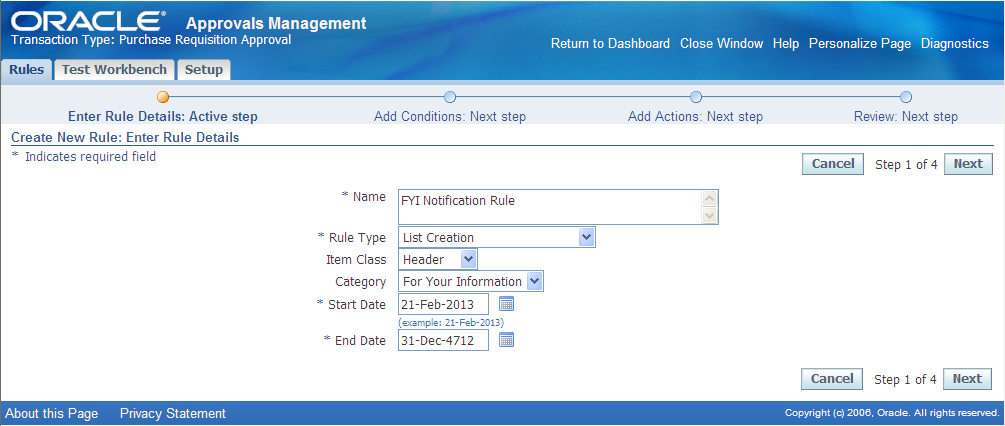 ORACLE® Approvals Management
Transaction Type: Purchase Requisition Approval
Return to Dashboard Close Window Help Personalize Page Diagnostics
Rules Test Workbench Setup
Enter Rule Details: Active step Add Conditions: Next step Add Actions: Next step Review: Next step
Create New Rule: Enter Rule Details
* Indicates required field
Cancel Step 1 of 4 Next
* Name FYI Notification Rule
* Rule Type List Creation
Item Class Header
Category For Your Information
* Start Date 21-Feb-2013
(example: 21-Feb-2013)
* End Date 31-Dec-4712
Cancel Step 1 of 4 Next
About this Page Privacy Statement Copyright (c) 2006, Oracle. All rights reserved.